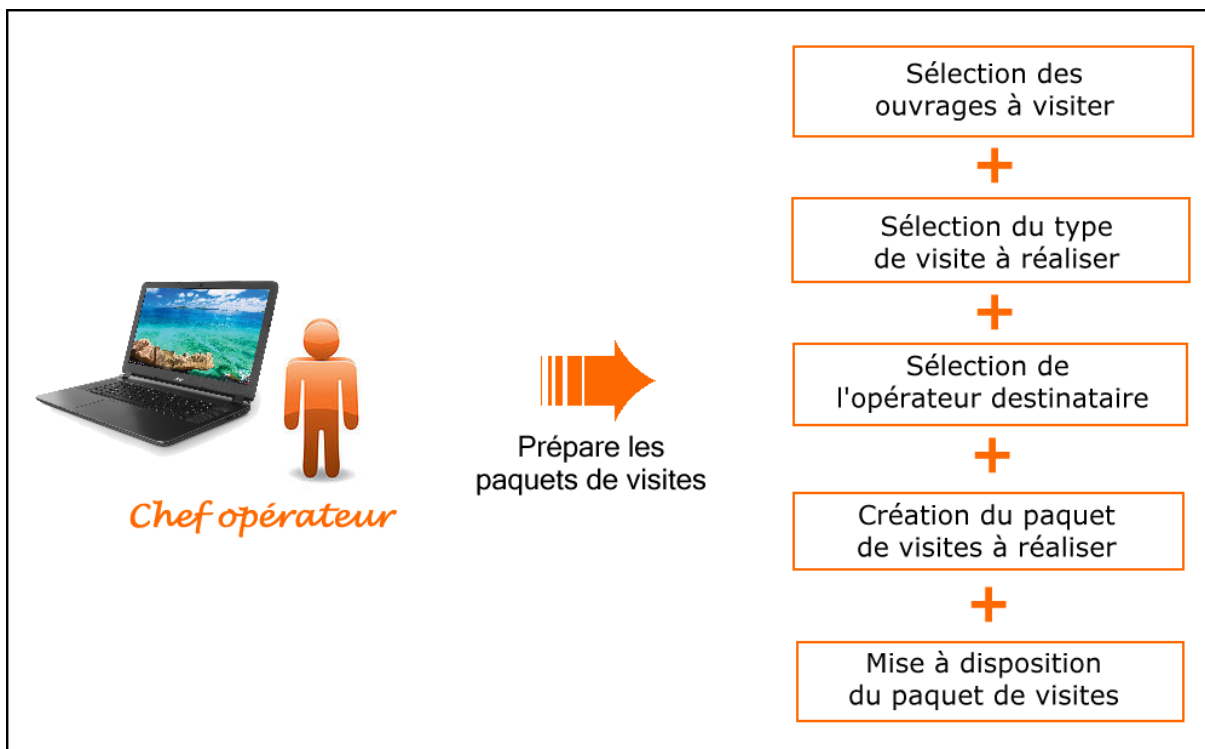 Sélection des
ouvrages à visiter
+
Sélection du type
de visite à réaliser
+
Sélection de
l'opérateur destinataire
+
Création du paquet
de visites à réaliser
+
Mise à disposition
du paquet de visites
Prépare les
paquets de visites
Chef opérateur